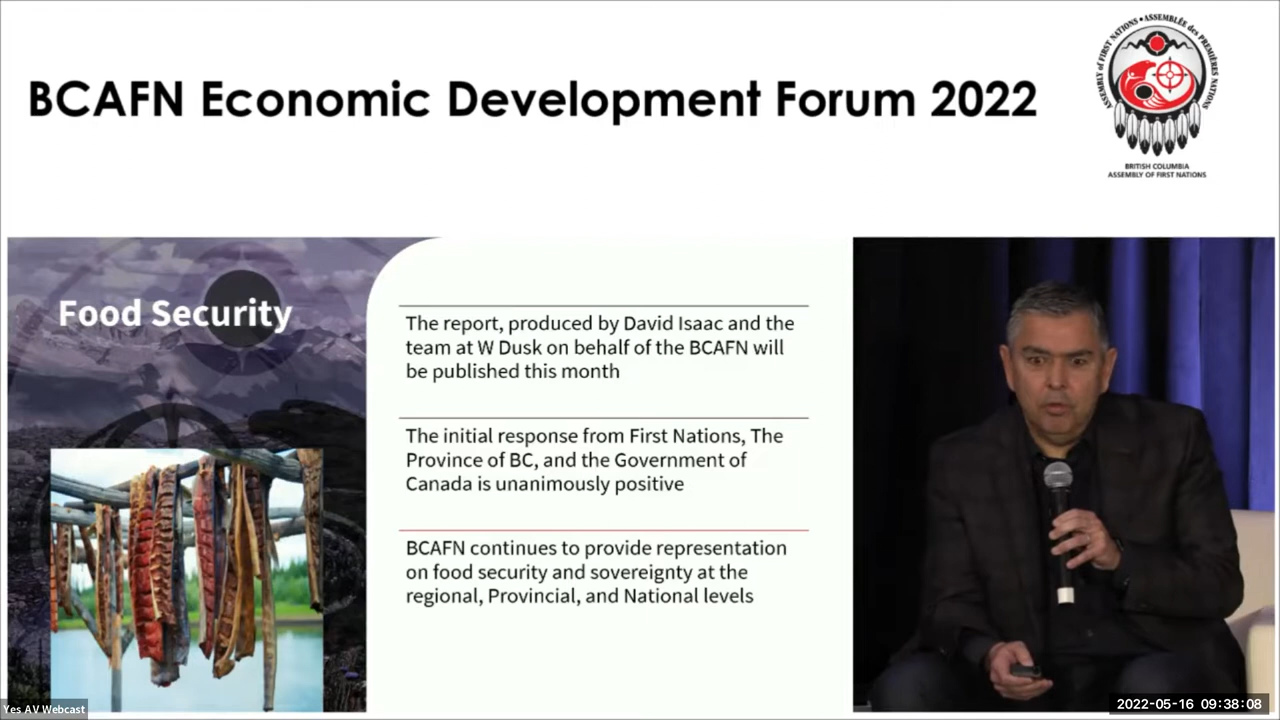 BCAFN Economic Development Forum 2022
ASSEMBLY of FIRST NATIONS • ASSEMBLÉE des PREMIÈRES NATIONS
BRITISH COLUMBIA
ASSEMBLY OF FIRST NATIONS
Food Security
The report, produced by David Isaac and the
team at W Dusk on behalf of the BCAFN will
be published this month
The initial response from First Nations, The
Province of BC, and the Government of
Canada is unanimously positive
BCAFN continues to provide representation
on food security and sovereignty at the
regional, Provincial, and National levels
Yes AV Webcast
2022-05-16 09:38:08